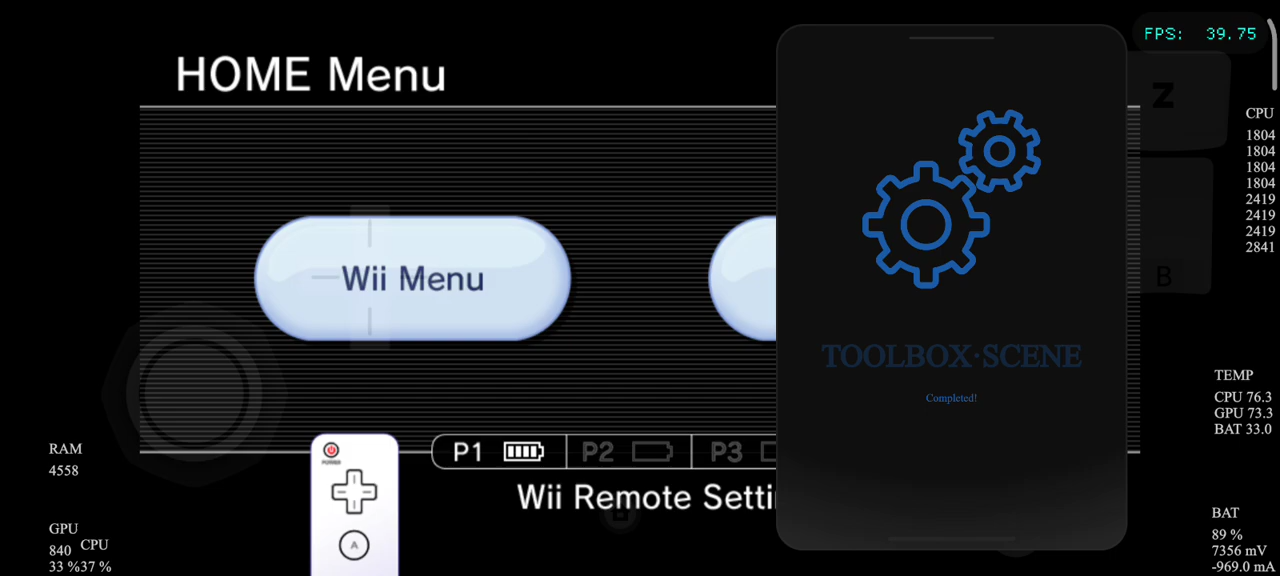 HOME Menu
FPS: 39.75
Z
CPU
1804
1804
1804
1804
2419
2419
2419
2841
Wii Menu
B
TOOLBOX·SCENE
Completed!
TEMP
CPU 76.3
GPU 73.3
BAT 33.0
RAM
4558
POWER
P1 P2 P3
Wii Remote Setti
A
GPU
840 CPU
33 %37 %
BAT
89 %
7356 mV
-969.0 mA